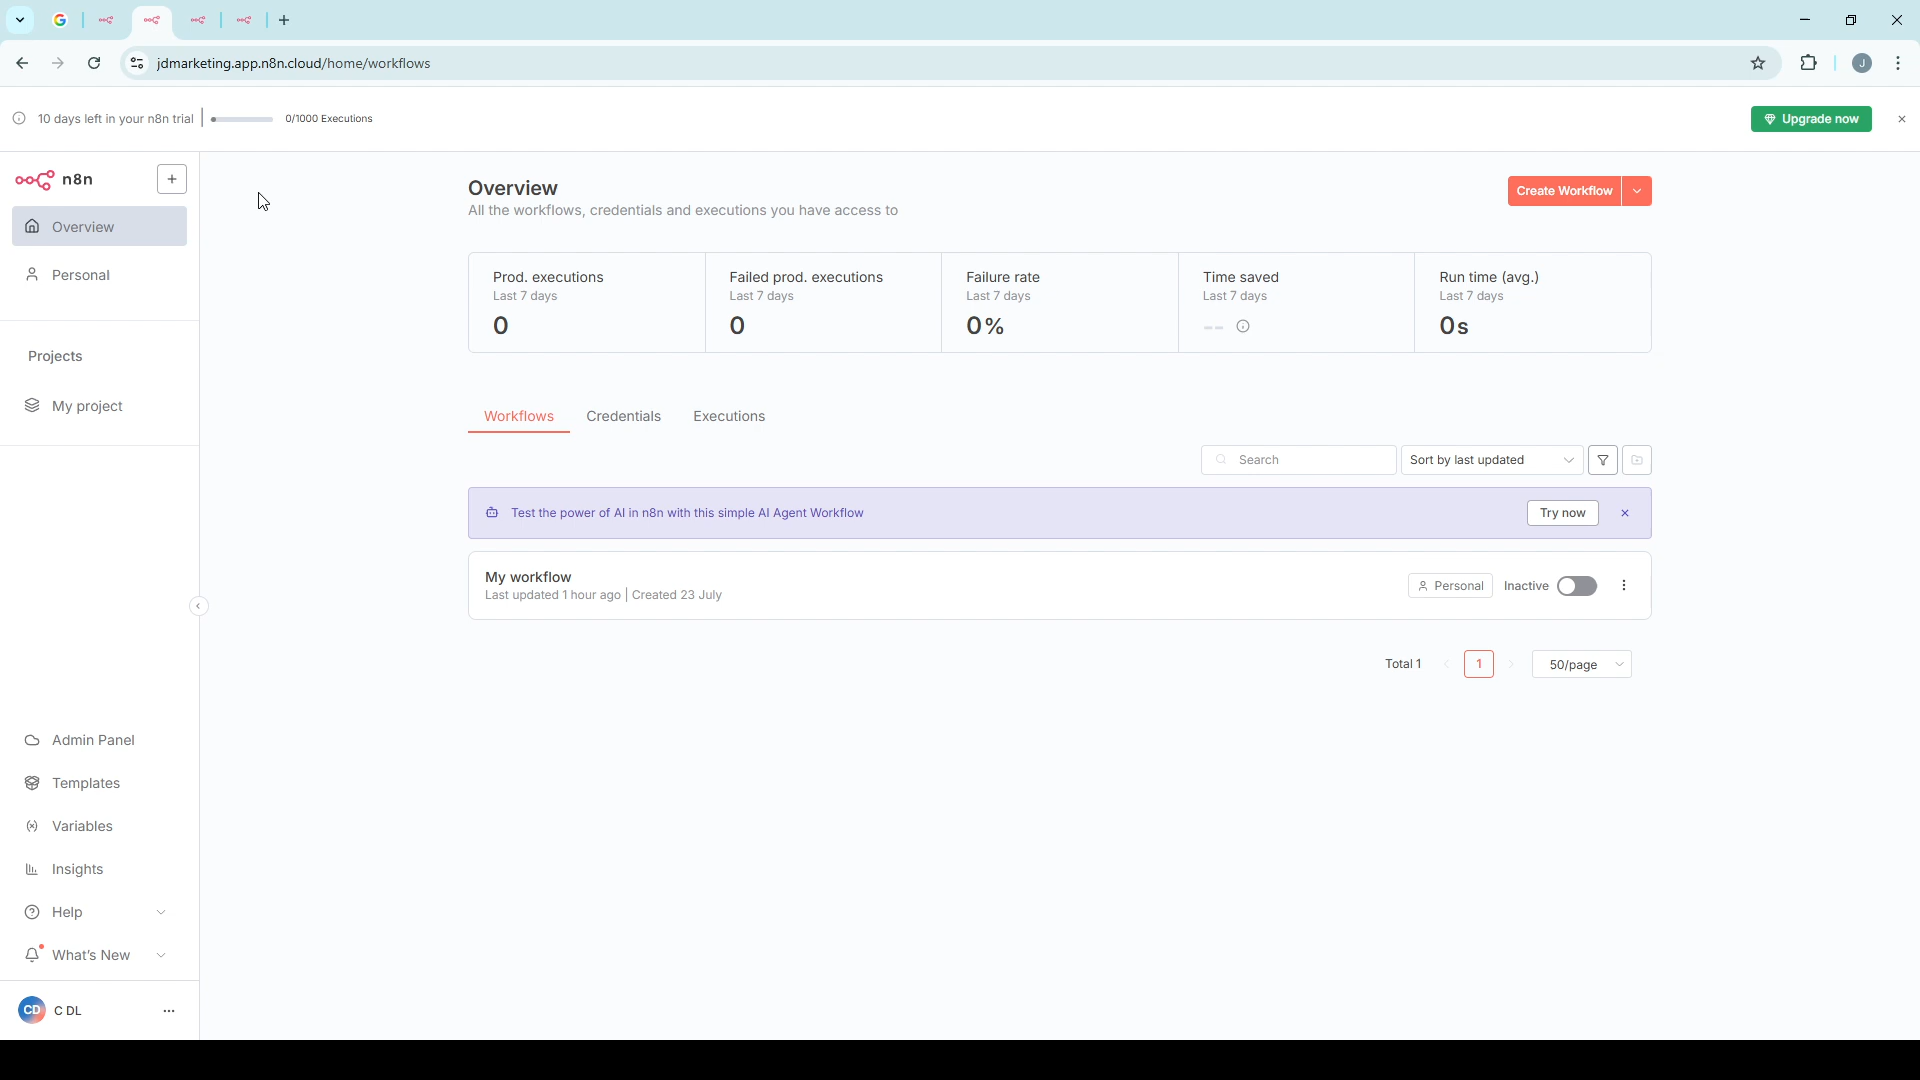 jdmarketing.app.n8n.cloud/home/workflows
J
10 days left in your n8n trial
0/1000 Executions
Upgrade now
n8n
Overview
Personal
Projects
My project
Admin Panel
Templates
Variables
Insights
Help
What's New
CD
C DL
Overview
All the workflows, credentials and executions you have access to
Create Workflow
Prod. executions
Last 7 days
0
Failed prod. executions
Last 7 days
0
Failure rate
Last 7 days
0%
Time saved
Last 7 days
--
Run time (avg.)
Last 7 days
0s
Workflows Credentials Executions
Search
Sort by last updated
Test the power of AI in n8n with this simple AI Agent Workflow
Try now
My workflow
Last updated 1 hour ago | Created 23 July
Personal
Inactive
Total 1
1
50/page